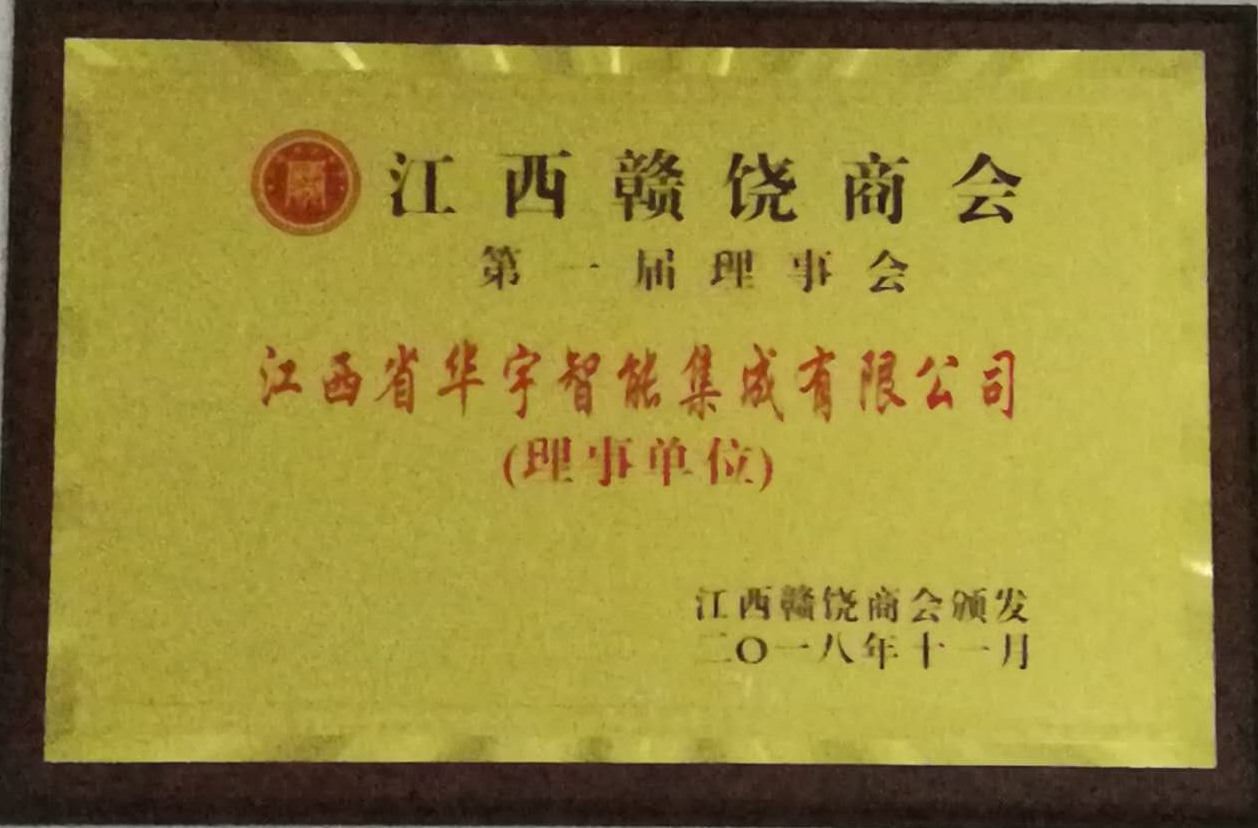 江西赣饶商会
第一届理事会
江西省华宇智能集成有限公司
(理事单位)
江西赣饶商会颁发
二〇一八年十一月